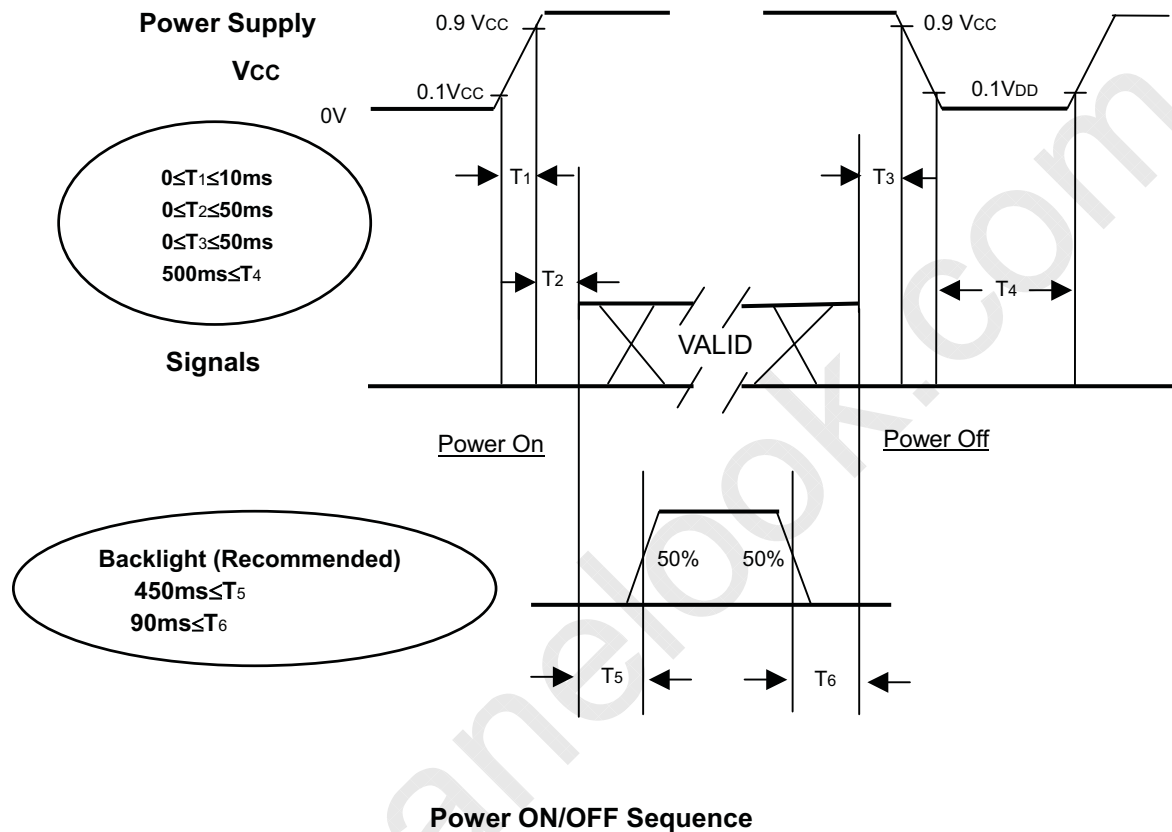 Power Supply
VCC
0.9 VCC
0.1VCC
0V
0.9 VCC
0.1VDD
0≤T1≤10ms
0≤T2≤50ms
0≤T3≤50ms
500ms≤T4
T1
T3
T2
T4
VALID
Signals
Power On
Power Off
Backlight (Recommended)
450ms≤T5
90ms≤T6
50%
50%
T5
T6
Power ON/OFF Sequence
anelook.com